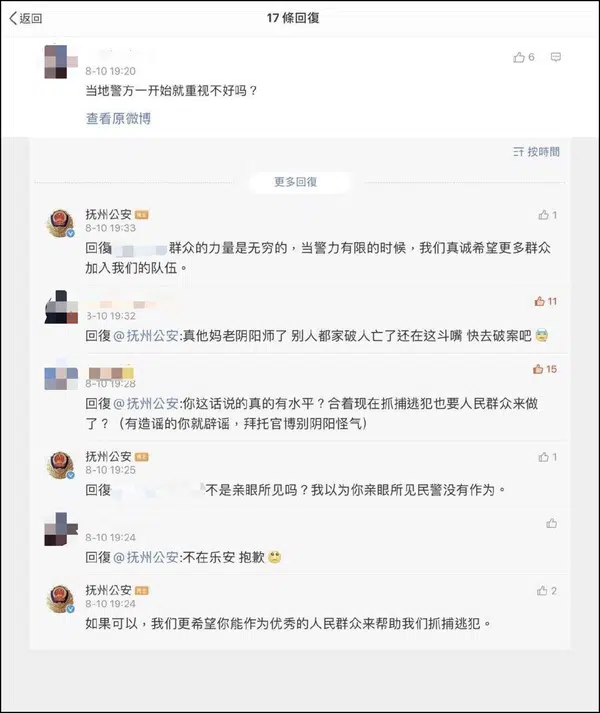 返回
17 條回復
6
8-10 19:20
当地警方一开始就重视不好吗？
查看原微博
按時間
更多回復
抚州公安
1
8-10 19:33
回復 群众的力量是无穷的，当警力有限的时候，我们真诚希望更多群众
加入我们的队伍。
11
8-10 19:32
回復 @抚州公安:真他妈老阴阳师了 别人都家破人亡了还在这斗嘴 快去破案吧
15
8-10 19:28
回復 @抚州公安:你这话说的真的有水平？合着现在抓捕逃犯也要人民群众来做
了？（有造谣的你就辟谣，拜托官博别阴阳怪气）
抚州公安
1
8-10 19:25
回復 不是亲眼所见吗？我以为你亲眼所见民警没有作为。
8-10 19:24
回復 @抚州公安:不在乐安 抱歉
抚州公安
2
8-10 19:24
如果可以，我们更希望你能作为优秀的人民群众来帮助我们抓捕逃犯。